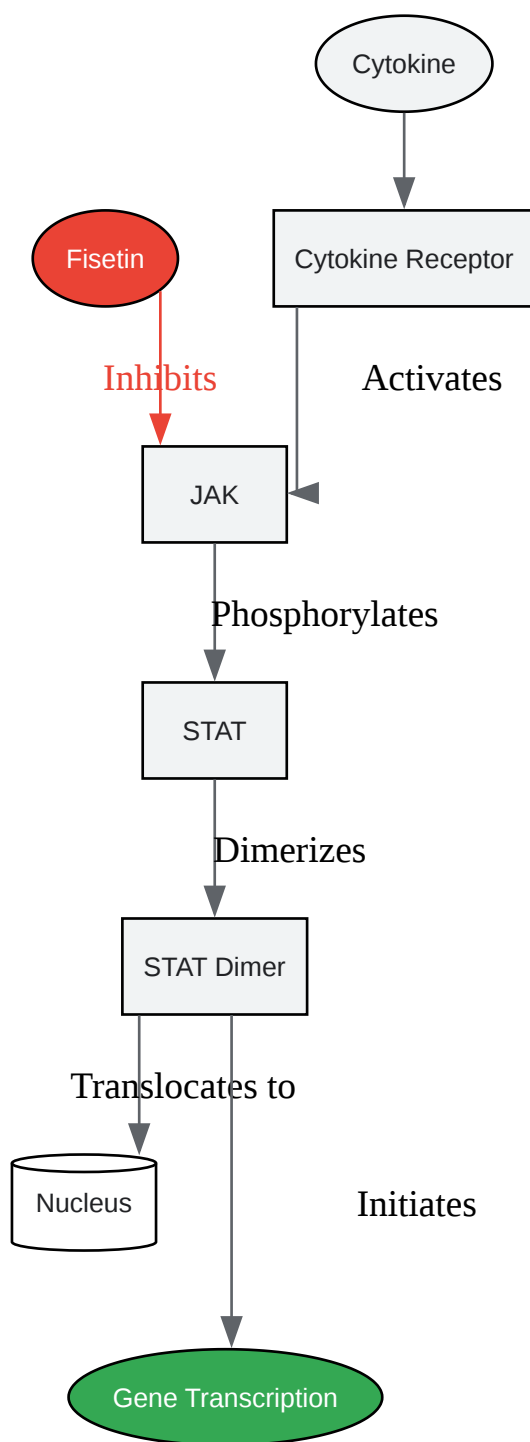 Cytokine
Fisetin
Cytokine Receptor
Inhibits
Activates
JAK
Phosphorylates
STAT
Dimerizes
STAT Dimer
Translocates to
Nucleus
Initiates
Gene Transcription